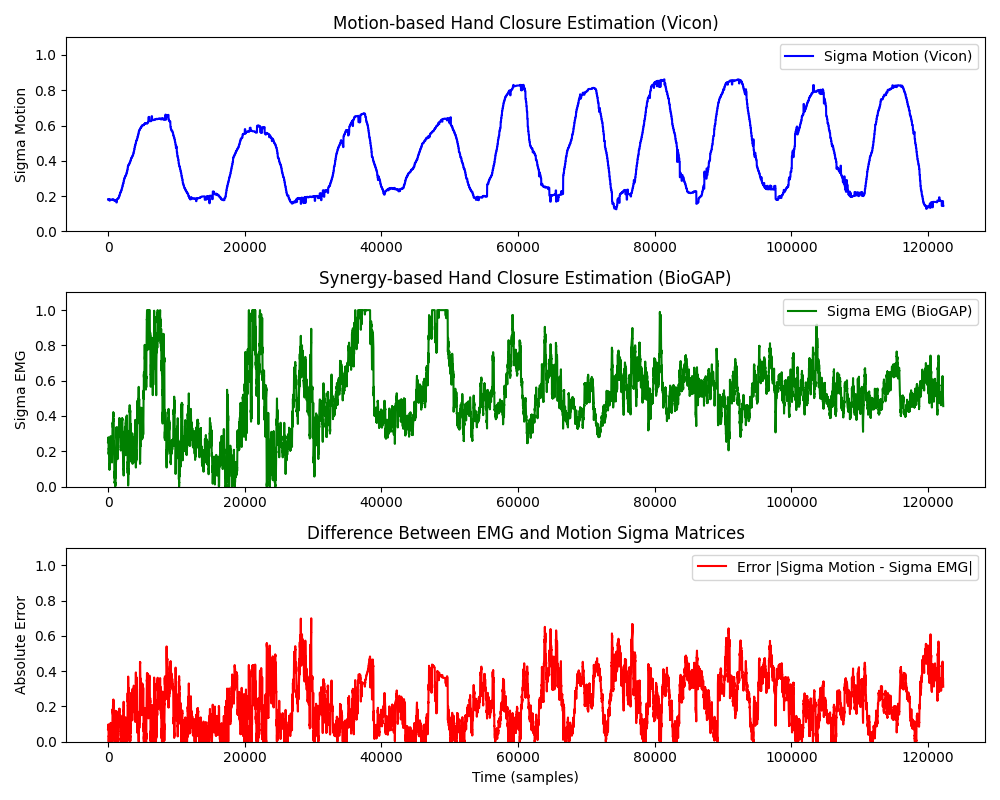 Motion-based Hand Closure Estimation (Vicon)
Sigma Motion (Vicon)
Sigma Motion
1.0
0.8
0.6
0.4
0.2
0.0
0 20000 40000 60000 80000 100000 120000
Synergy-based Hand Closure Estimation (BioGAP)
Sigma EMG (BioGAP)
Sigma EMG
1.0
0.8
0.6
0.4
0.2
0.0
0 20000 40000 60000 80000 100000 120000
Difference Between EMG and Motion Sigma Matrices
Error |Sigma Motion - Sigma EMG|
Absolute Error
1.0
0.8
0.6
0.4
0.2
0.0
0 20000 40000 60000 80000 100000 120000
Time (samples)